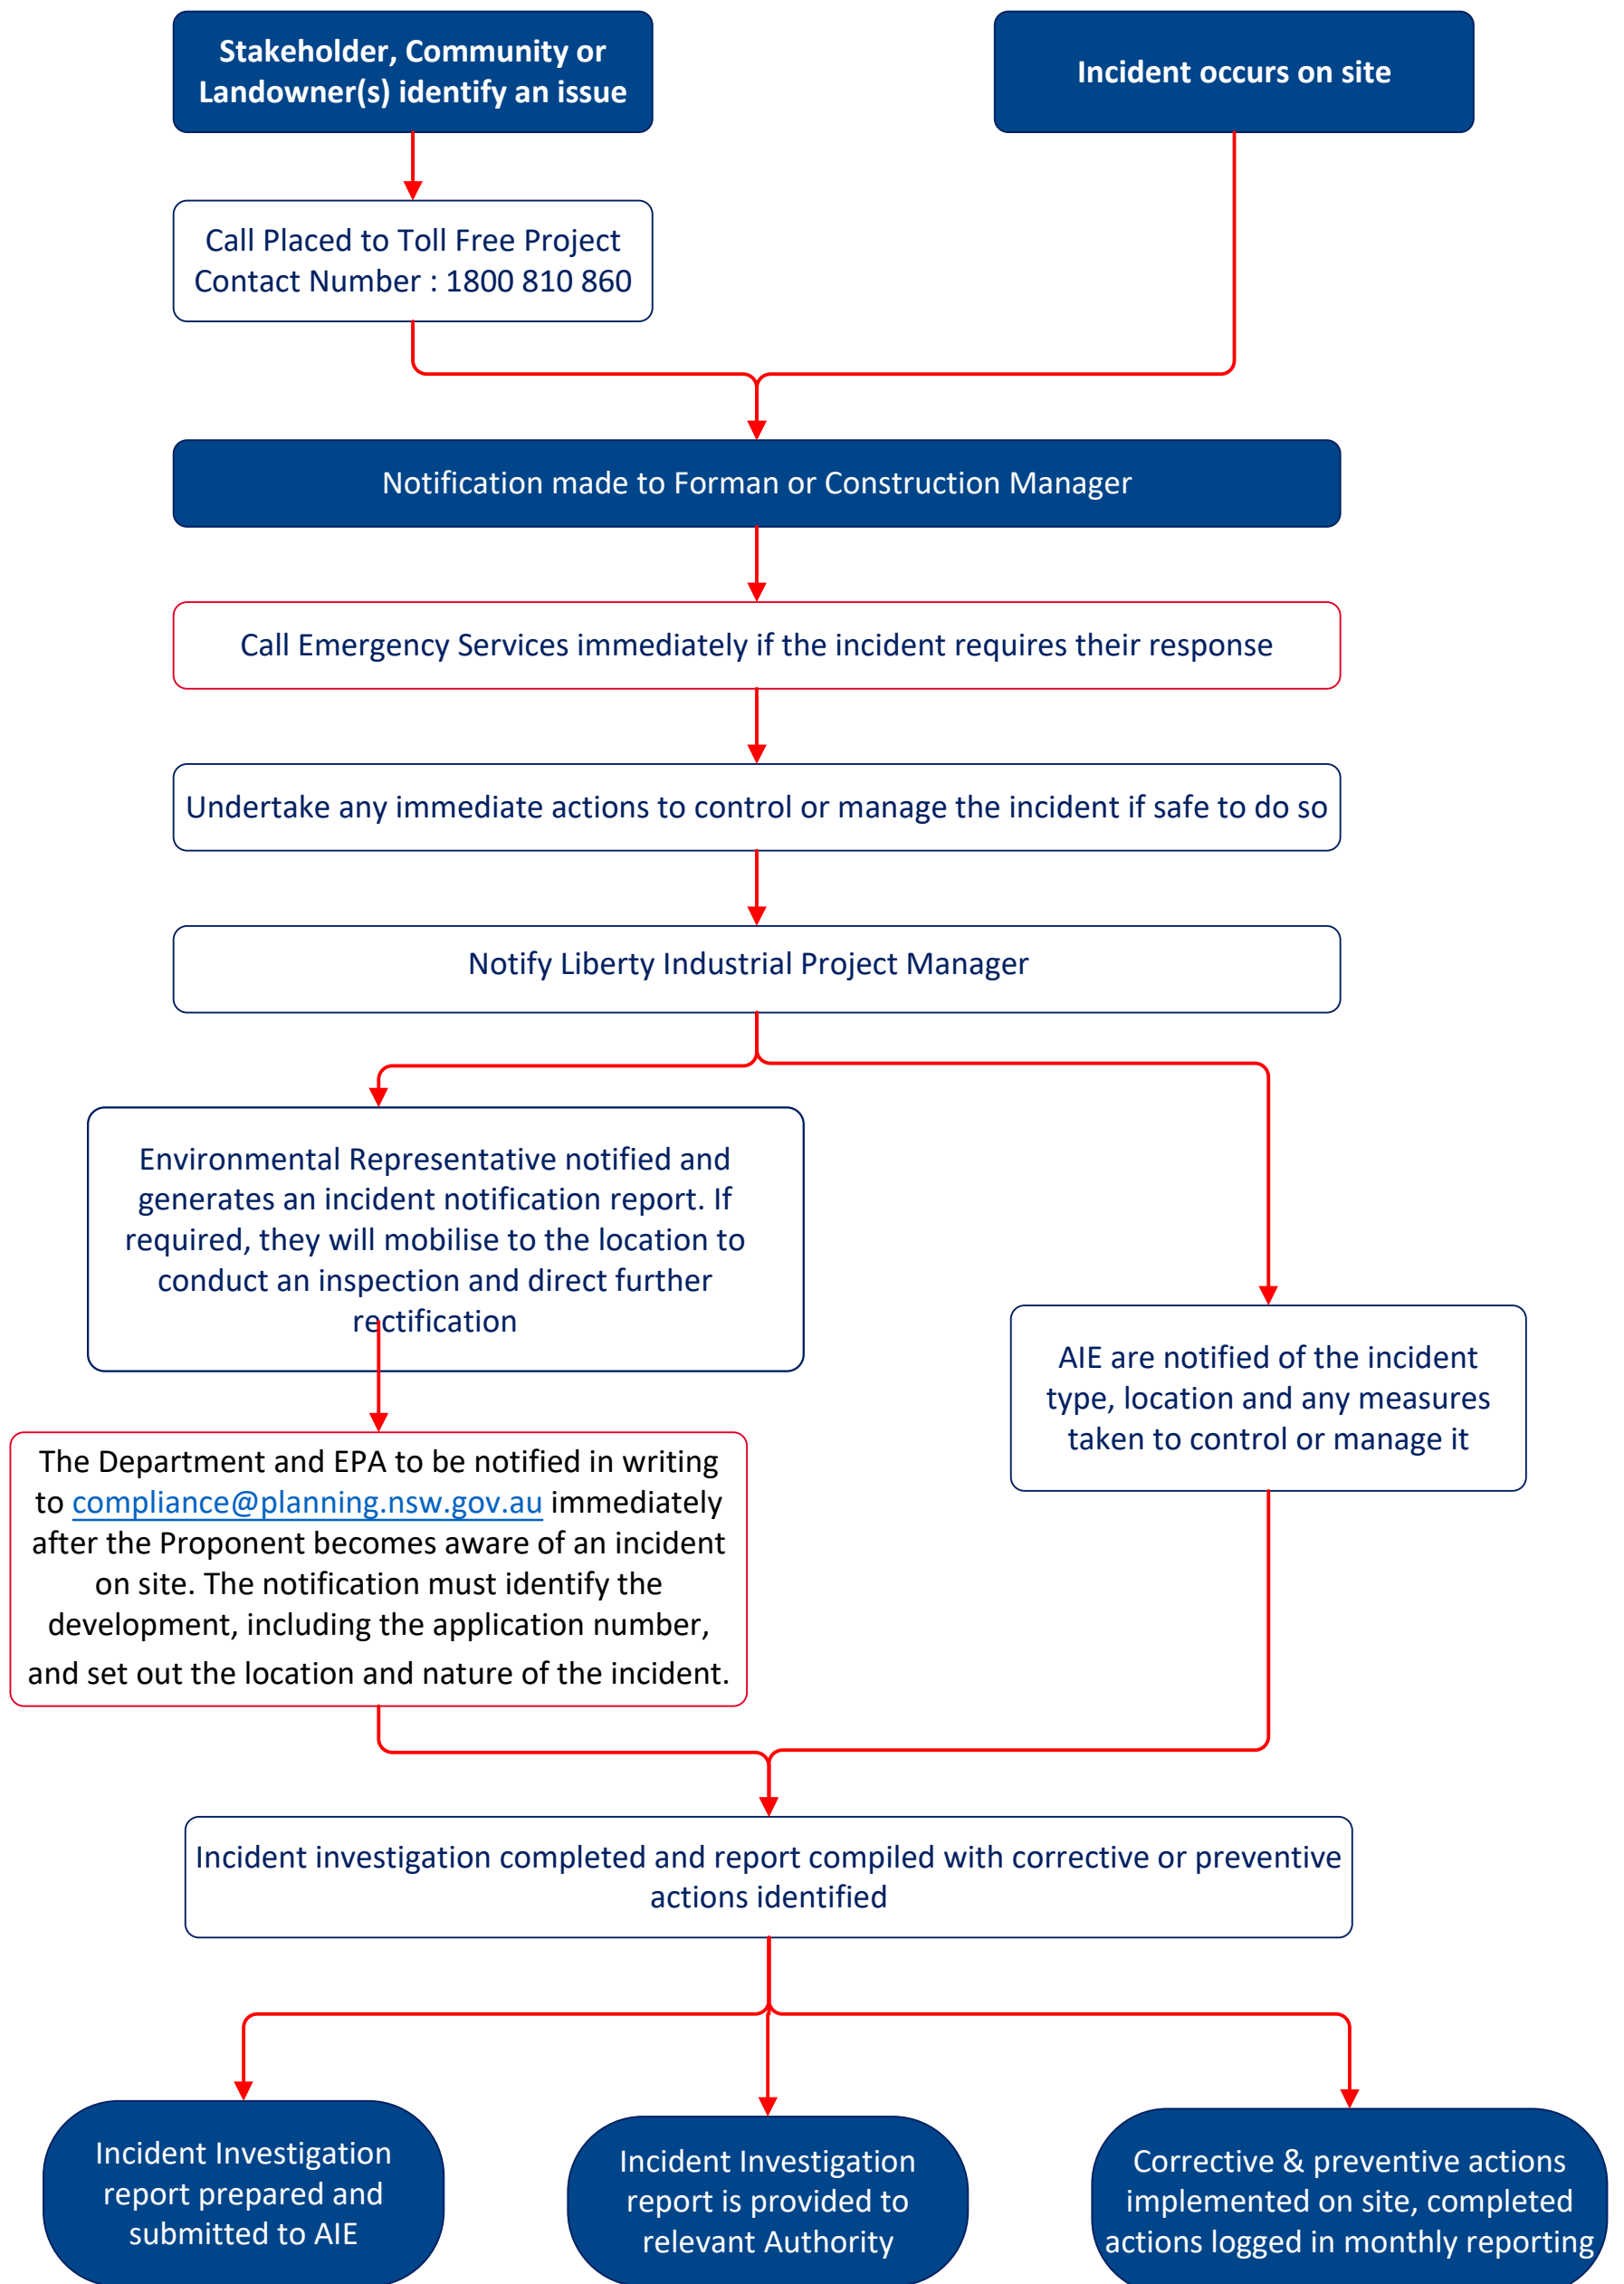 Stakeholder, Community or
Landowner(s) identify an issue
Incident occurs on site
Call Placed to Toll Free Project
Contact Number : 1800 810 860
Notification made to Forman or Construction Manager
Call Emergency Services immediately if the incident requires their response
Undertake any immediate actions to control or manage the incident if safe to do so
Notify Liberty Industrial Project Manager
Environmental Representative notified and
generates an incident notification report. If
required, they will mobilise to the location to
conduct an inspection and direct further
rectification
AIE are notified of the incident
type, location and any measures
taken to control or manage it
The Department and EPA to be notified in writing
to compliance@planning.nsw.gov.au immediately
after the Proponent becomes aware of an incident
on site. The notification must identify the
development, including the application number,
and set out the location and nature of the incident.
Incident investigation completed and report compiled with corrective or preventive
actions identified
Incident Investigation
report prepared and
submitted to AIE
Incident Investigation
report is provided to
relevant Authority
Corrective & preventive actions
implemented on site, completed
actions logged in monthly reporting